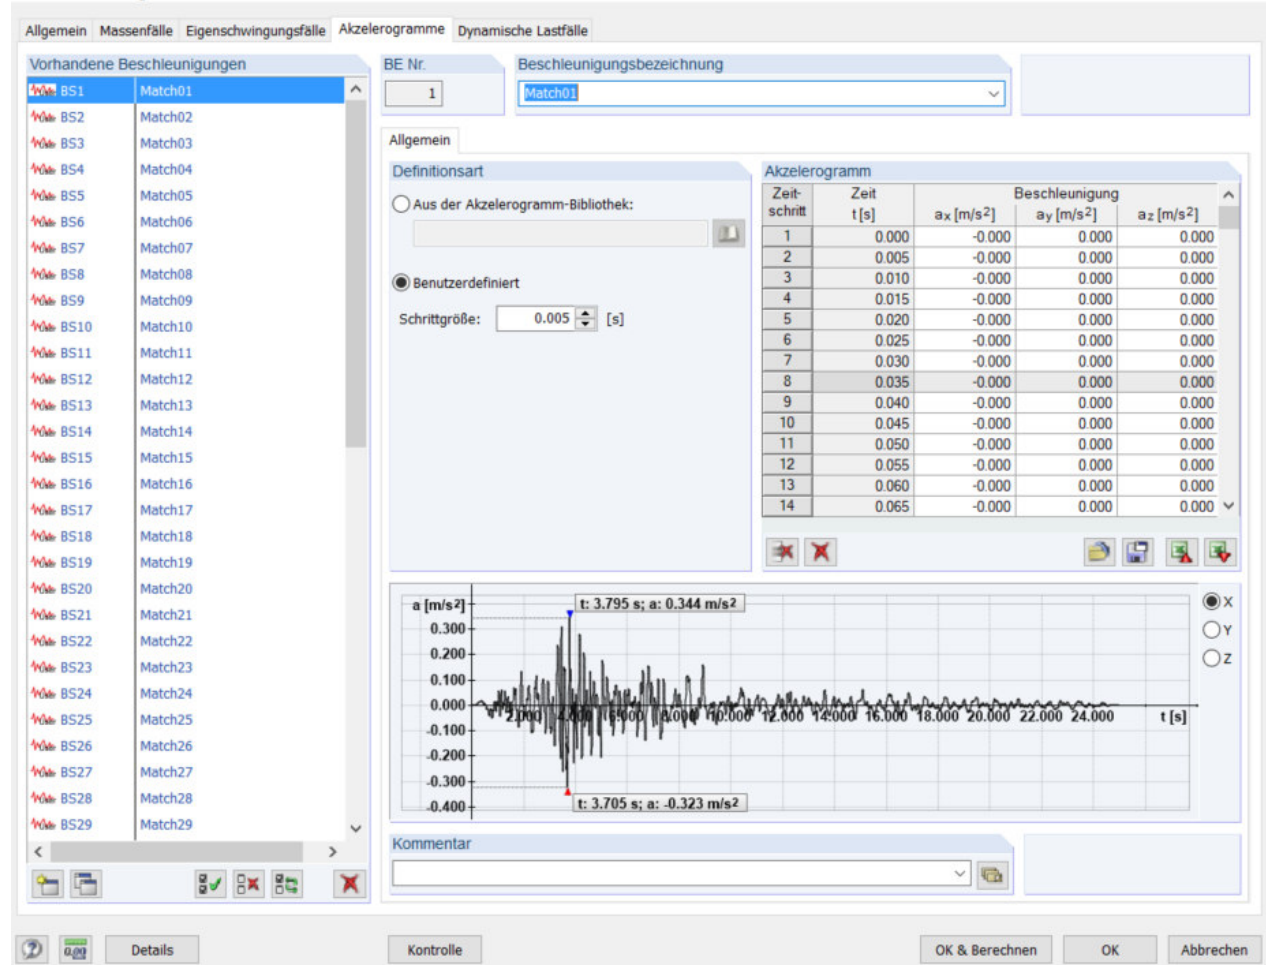 Allgemein Massenfälle Eigenschwingungsfälle Akzelerogramme Dynamische Lastfälle
Vorhandene Beschleunigungen
BS1 Match01
BS2 Match02
BS3 Match03
BS4 Match04
BS5 Match05
BS6 Match06
BS7 Match07
BS8 Match08
BS9 Match09
BS10 Match10
BS11 Match11
BS12 Match12
BS13 Match13
BS14 Match14
BS15 Match15
BS16 Match16
BS17 Match17
BS18 Match18
BS19 Match19
BS20 Match20
BS21 Match21
BS22 Match22
BS23 Match23
BS24 Match24
BS25 Match25
BS26 Match26
BS27 Match27
BS28 Match28
BS29 Match29
BE Nr.
1
Beschleunigungsbezeichnung
Match01
Allgemein
Definitionsart
Aus der Akzelerogramm-Bibliothek:
Benutzerdefiniert
Schrittgröße: 0.005 [s]
Akzelerogramm
Zeit- Zeit Beschleunigung
schritt t [s] ax [m/s2] ay [m/s2] az [m/s2]
1 0.000 -0.000 0.000 0.000
2 0.005 -0.000 0.000 0.000
3 0.010 -0.000 0.000 0.000
4 0.015 -0.000 0.000 0.000
5 0.020 -0.000 0.000 0.000
6 0.025 -0.000 0.000 0.000
7 0.030 -0.000 0.000 0.000
8 0.035 -0.000 0.000 0.000
9 0.040 -0.000 0.000 0.000
10 0.045 -0.000 0.000 0.000
11 0.050 -0.000 0.000 0.000
12 0.055 -0.000 0.000 0.000
13 0.060 -0.000 0.000 0.000
14 0.065 -0.000 0.000 0.000
a [m/s2]
t: 3.795 s; a: 0.344 m/s2
0.300
0.200
0.100
0.000
-0.100
-0.200
-0.300
-0.400
2.000 4.000 6.000 8.000 10.000 12.000 14.000 16.000 18.000 20.000 22.000 24.000 t [s]
t: 3.705 s; a: -0.323 m/s2
X
Y
Z
Kommentar
0.00 Details Kontrolle OK & Berechnen OK Abbrechen